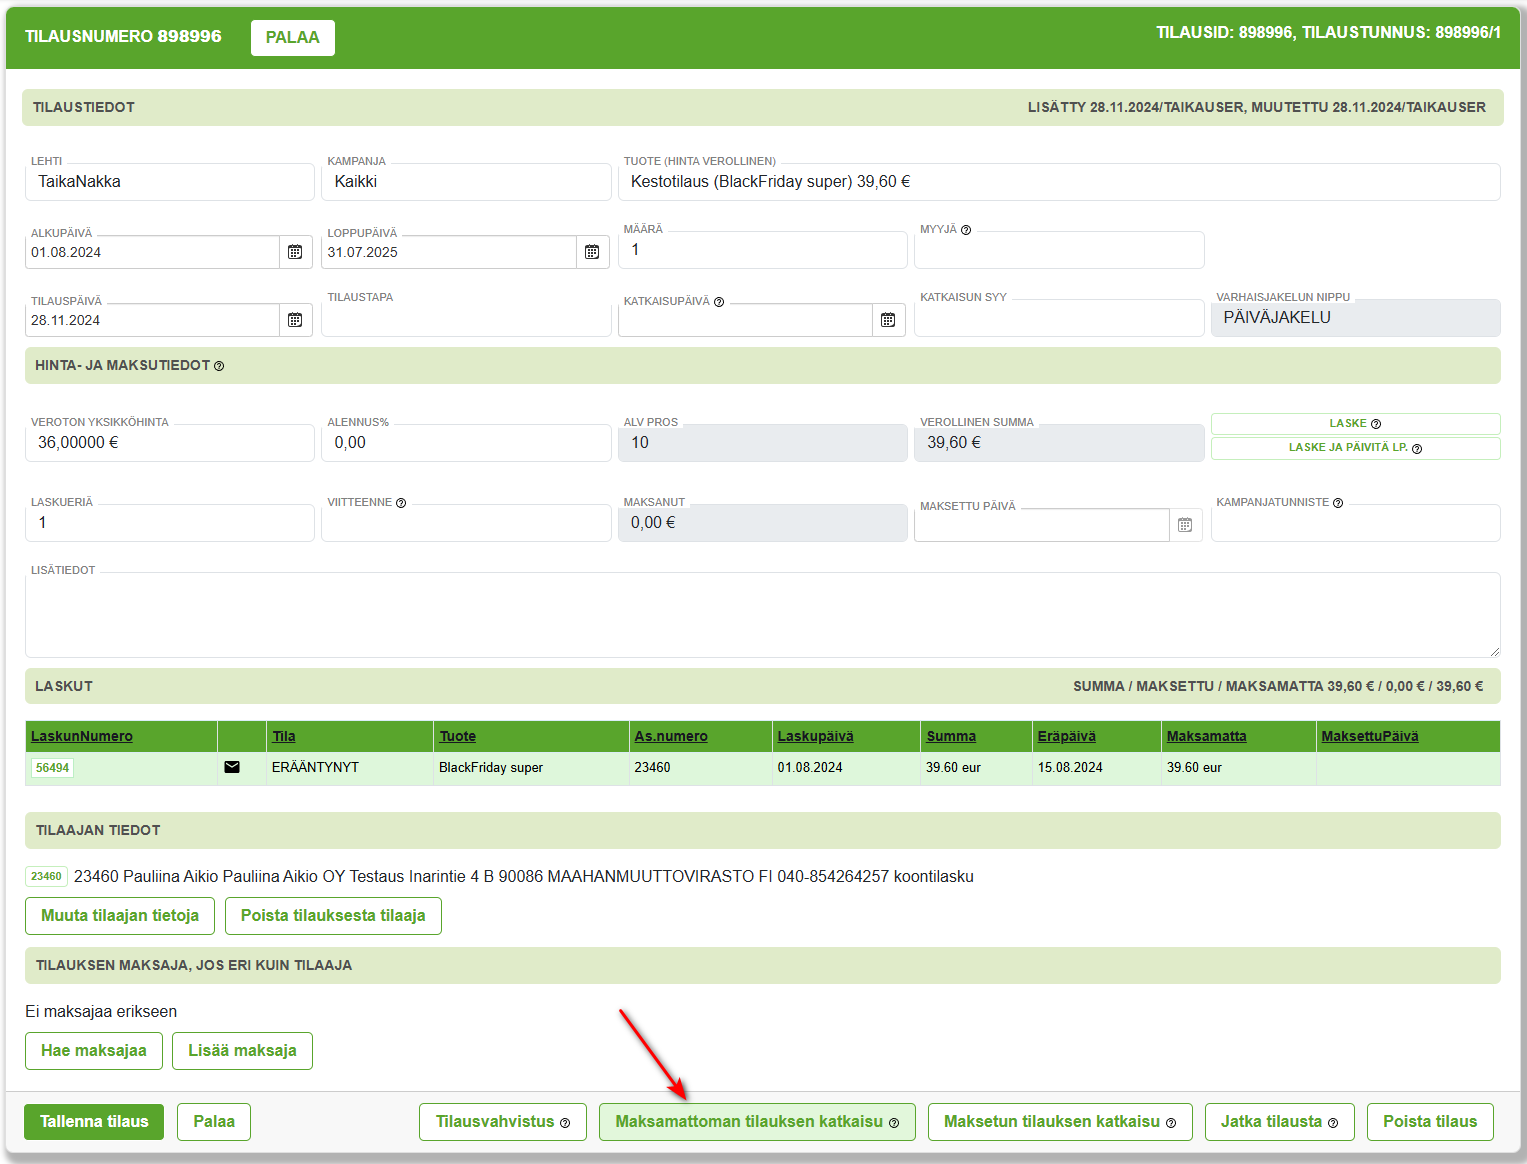 TILAUSNUMERO 898996 PALAA TILAUSID: 898996, TILAUSTUNNUS: 898996/1
TILAUSTIEDOT LISÄTTY 28.11.2024/TAIKAUSER, MUUTETTU 28.11.2024/TAIKAUSER
LEHTI KAMPANJA TUOTE (HINTA VEROLLINEN)
TaikaNakka Kaikki Kestotilaus (BlackFriday super) 39,60 €
ALKUPÄIVÄ LOPPUPÄIVÄ MÄÄRÄ MYYJÄ
01.08.2024 31.07.2025 1
TILAUSPÄIVÄ TILAUSTAPA KATKAISUPÄIVÄ KATKAISUN SYY VARHAISJAKELUN NIPPU
28.11.2024 PÄIVÄJAKELU
HINTA- JA MAKSUTIEDOT
VEROTON YKSIKKÖHINTA ALENNUS% ALV PROS VEROLLINEN SUMMA LASKE
36,00000 € 0,00 10 39,60 € LASKE JA PÄIVITÄ LP.
LASKUERIÄ VIITTEENNE MAKSANUT MAKSETTU PÄIVÄ KAMPANJATUNNISTE
1 0,00 €
LISÄTIEDOT
LASKUT SUMMA / MAKSETTU / MAKSAMATTA 39,60 € / 0,00 € / 39,60 €
LaskunNumero Tila Tuote As.numero Laskupäivä Summa Eräpäivä Maksamatta MaksettuPäivä
56494 ERÄÄNTYNYT BlackFriday super 23460 01.08.2024 39.60 eur 15.08.2024 39.60 eur
TILAAJAN TIEDOT
23460 23460 Pauliina Aikio Pauliina Aikio OY Testaus Inarintie 4 B 90086 MAAHANMUUTTOVIRASTO FI 040-854264257 koontilasku
Muuta tilaajan tietoja Poista tilauksesta tilaaja
TILAUKSEN MAKSAJA, JOS ERI KUIN TILAAJA
Ei maksajaa erikseen
Hae maksajaa Lisää maksaja
Tallenna tilaus Palaa Tilausvahvistus Maksamattoman tilauksen katkaisu Maksetun tilauksen katkaisu Jatka tilausta Poista tilaus